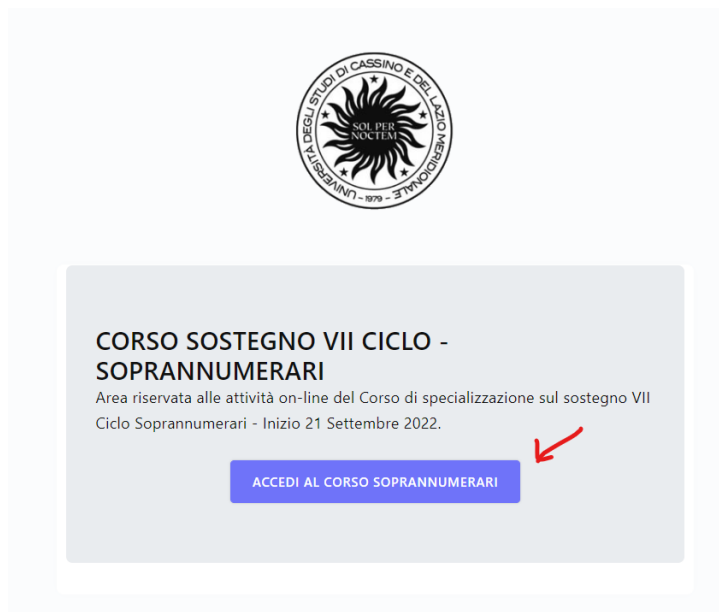 UNIVERSITÀ DEGLI STUDI DI CASSINO E DEL LAZIO MERIDIONALE
- 1979 -
SOL PER
NOCTEM
CORSO SOSTEGNO VII CICLO -
SOPRANNUMERARI
Area riservata alle attività on-line del Corso di specializzazione sul sostegno VII
Ciclo Soprannumerari - Inizio 21 Settembre 2022.
ACCEDI AL CORSO SOPRANNUMERARI